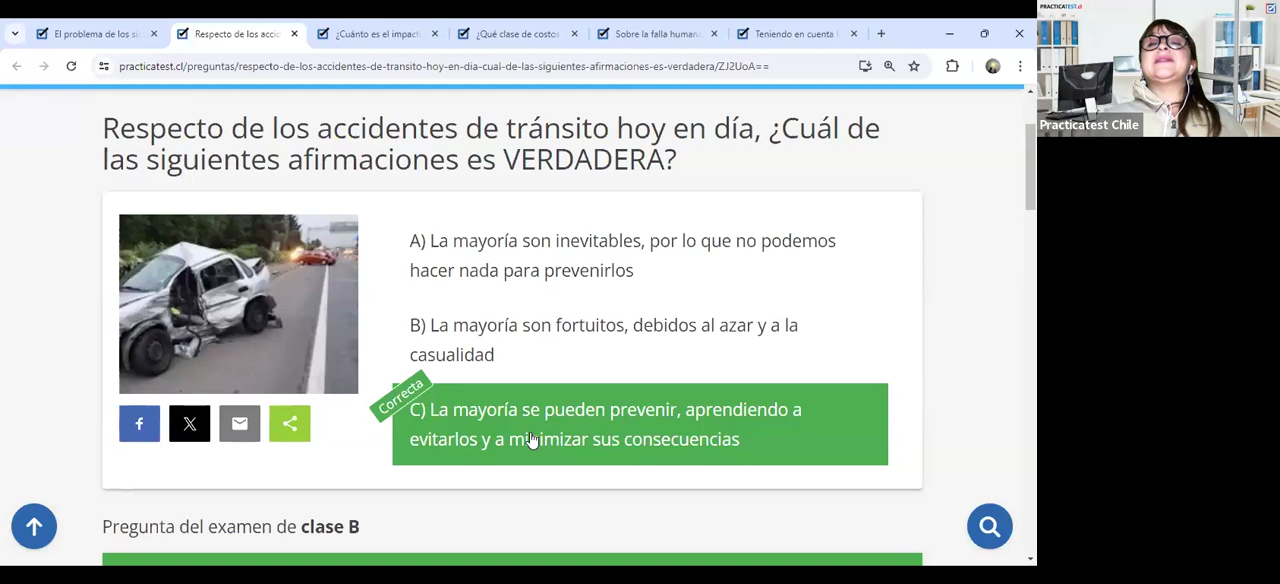 El problema de los si
Respecto de los acci
¿Cuánto es el impact
¿Qué clase de costos
Sobre la falla human
Teniendo en cuenta l
practicatest.cl/preguntas/respecto-de-los-accidentes-de-transito-hoy-en-dia-cual-de-las-siguientes-afirmaciones-es-verdadera/ZJ2UoA==
PRACTICATEST.cl
Practicatest Chile
Respecto de los accidentes de tránsito hoy en día, ¿Cuál de
las siguientes afirmaciones es VERDADERA?
A) La mayoría son inevitables, por lo que no podemos
hacer nada para prevenirlos
B) La mayoría son fortuitos, debidos al azar y a la
casualidad
Correcta
C) La mayoría se pueden prevenir, aprendiendo a
evitarlos y a minimizar sus consecuencias
Pregunta del examen de clase B